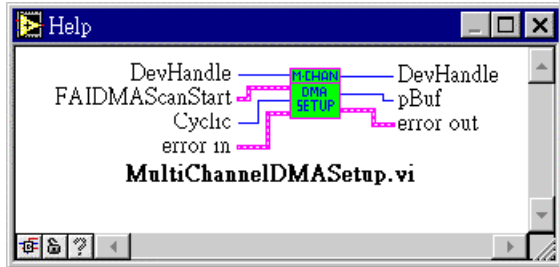 Help
DevHandle M-CHAN DevHandle
FAIDMAScanStart DMA pBuf
Cyclic SETUP error out
error in
MultiChannelDMASetup.vi
?